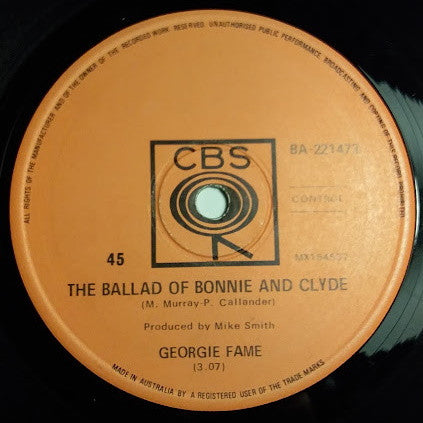 ALL RIGHTS OF THE MANUFACTURER AND OF THE OWNER OF THE RECORDED WORK RESERVED. UNAUTHORISED PUBLIC PERFORMANCE, BROADCASTING AND COPYING OF THIS RECORD PROHIBITED
CBS
BA-221473
CONTROL
45
THE BALLAD OF BONNIE AND CLYDE
(M. Murray-P. Callander)
Produced by Mike Smith
GEORGIE FAME
(3.07)
MADE IN AUSTRALIA BY A REGISTERED USER OF THE TRADE MARKS